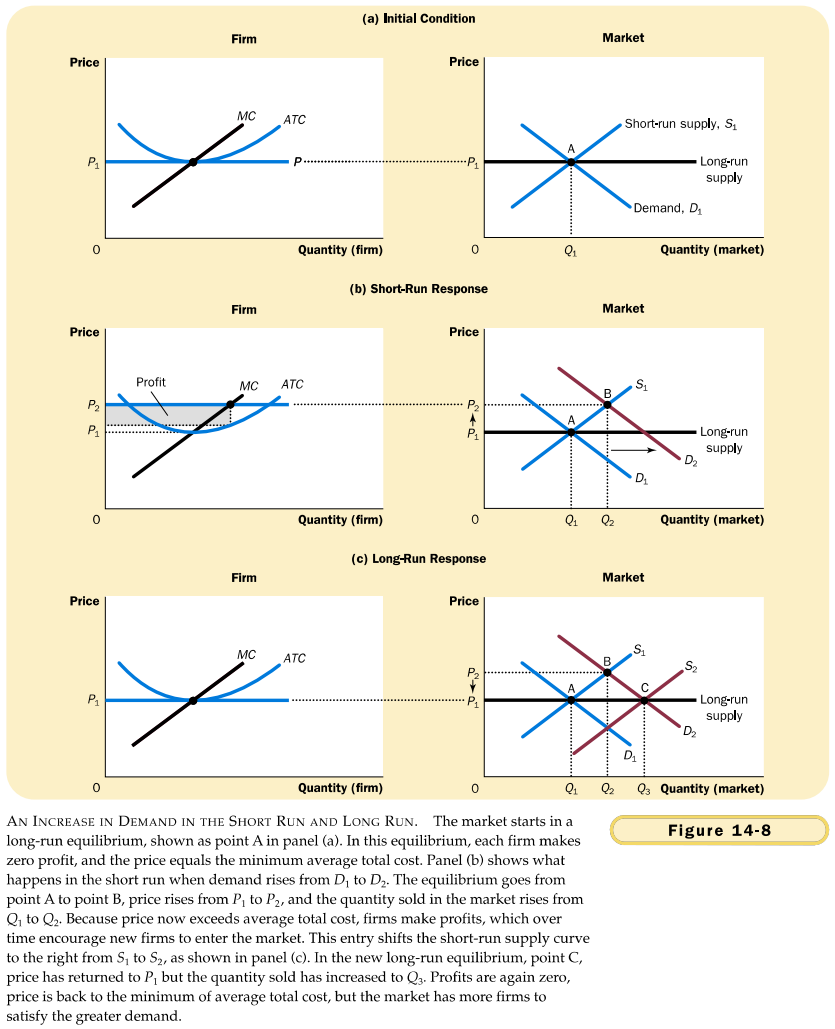 (a) Initial Condition
Firm
Market
Price
MC
ATC
P1
P
0
Quantity (firm)
Price
Short-run supply, S1
A
P1
Long-run
supply
Demand, D1
0
Q1
Quantity (market)
(b) Short-Run Response
Firm
Market
Price
Profit
MC
ATC
P2
P1
0
Quantity (firm)
Price
S1
B
P2
A
P1
Long-run
supply
D2
D1
0
Q1
Q2
Quantity (market)
(c) Long-Run Response
Firm
Market
Price
MC
ATC
P1
0
Quantity (firm)
Price
S1
B
S2
P2
A
C
P1
Long-run
supply
D2
D1
0
Q1
Q2
Q3
Quantity (market)
AN INCREASE IN DEMAND IN THE SHORT RUN AND LONG RUN. The market starts in a
long-run equilibrium, shown as point A in panel (a). In this equilibrium, each firm makes
zero profit, and the price equals the minimum average total cost. Panel (b) shows what
happens in the short run when demand rises from D1 to D2. The equilibrium goes from
point A to point B, price rises from P1 to P2, and the quantity sold in the market rises from
Q1 to Q2. Because price now exceeds average total cost, firms make profits, which over
time encourage new firms to enter the market. This entry shifts the short-run supply curve
to the right from S1 to S2, as shown in panel (c). In the new long-run equilibrium, point C,
price has returned to P1 but the quantity sold has increased to Q3. Profits are again zero,
price is back to the minimum of average total cost, but the market has more firms to
satisfy the greater demand.
Figure 14-8